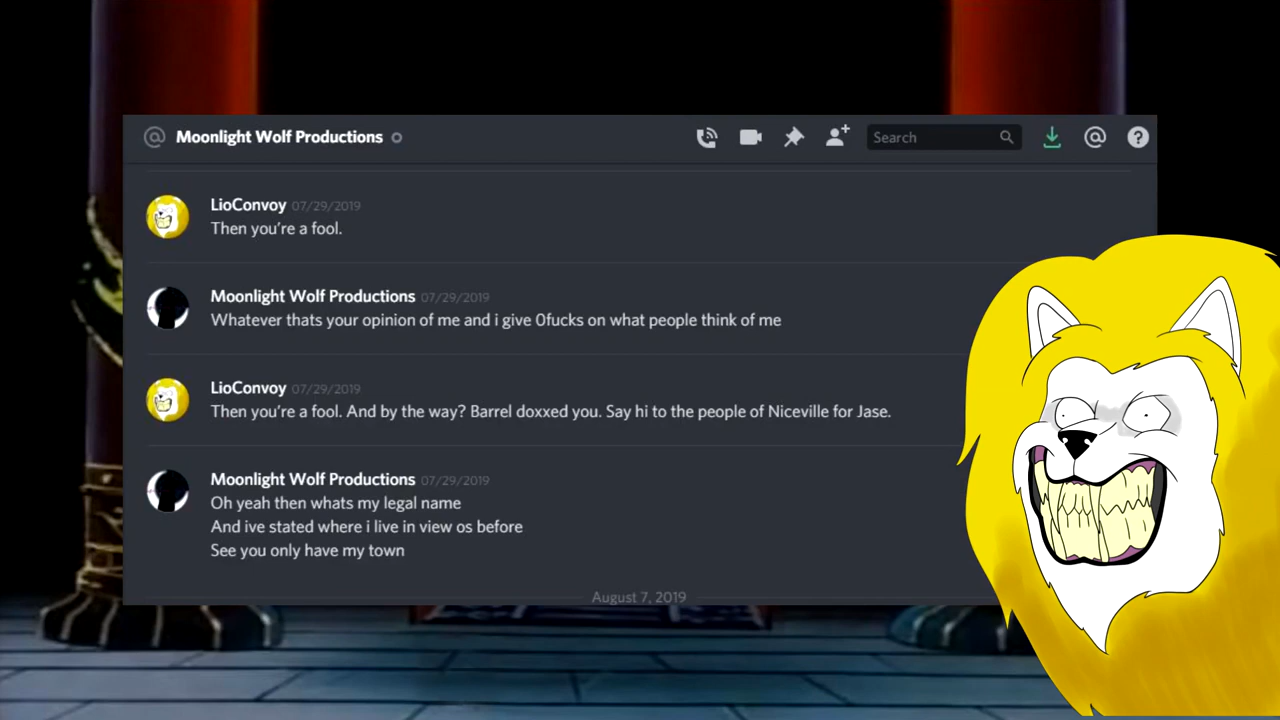 Moonlight Wolf Productions
Search
LioConvoy 07/29/2019
Then you're a fool.
Moonlight Wolf Productions 07/29/2019
Whatever thats your opinion of me and i give 0fucks on what people think of me
LioConvoy 07/29/2019
Then you're a fool. And by the way? Barrel doxxed you. Say hi to the people of Niceville for Jase.
Moonlight Wolf Productions 07/29/2019
Oh yeah then whats my legal name
And ive stated where i live in view os before
See you only have my town
August 7, 2019